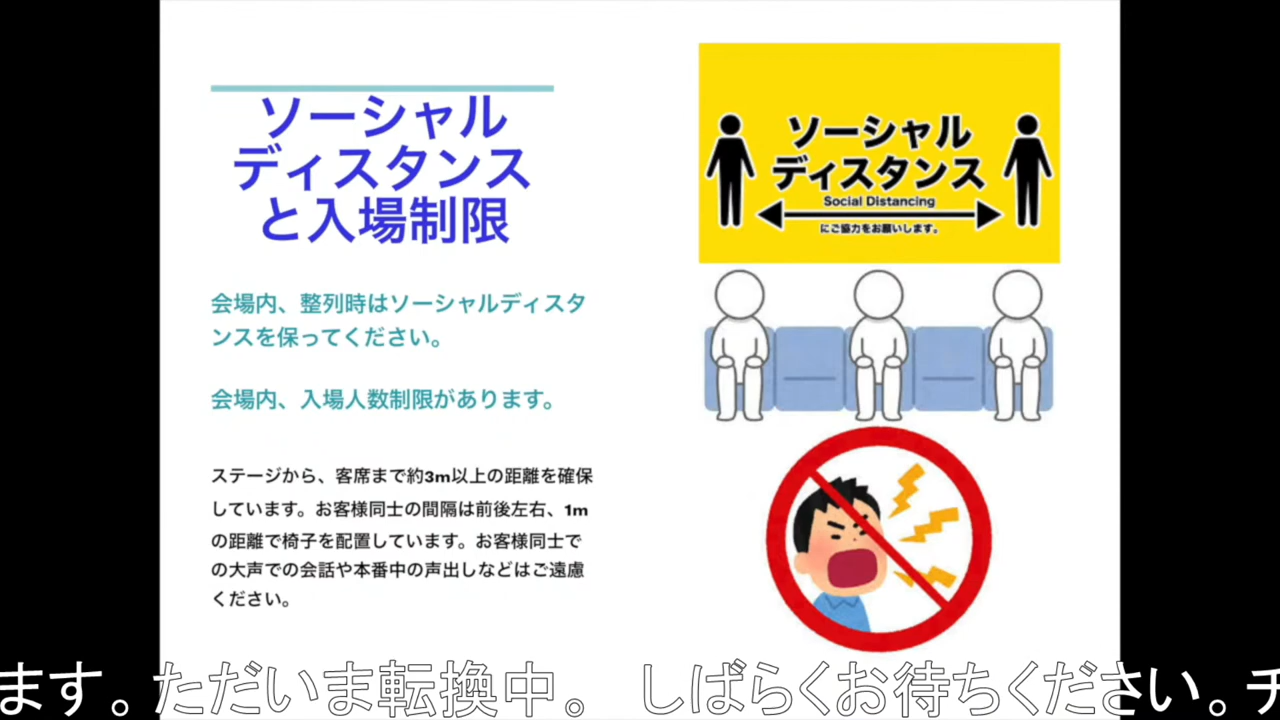 ソーシャル
ディスタンス
と入場制限
会場内、整列時はソーシャルディスタ
ンスを保ってください。
会場内、入場人数制限があります。
ステージから、客席まで約3m以上の距離を確保
しています。お客様同士の間隔は前後左右、1m
の距離で椅子を配置しています。お客様同士で
の大声での会話や本番中の声出しなどはご遠慮
ください。
ソーシャル
ディスタンス
Social Distancing
にご協力をお願いします。
ます。ただいま転換中。 しばらくお待ちください。チ